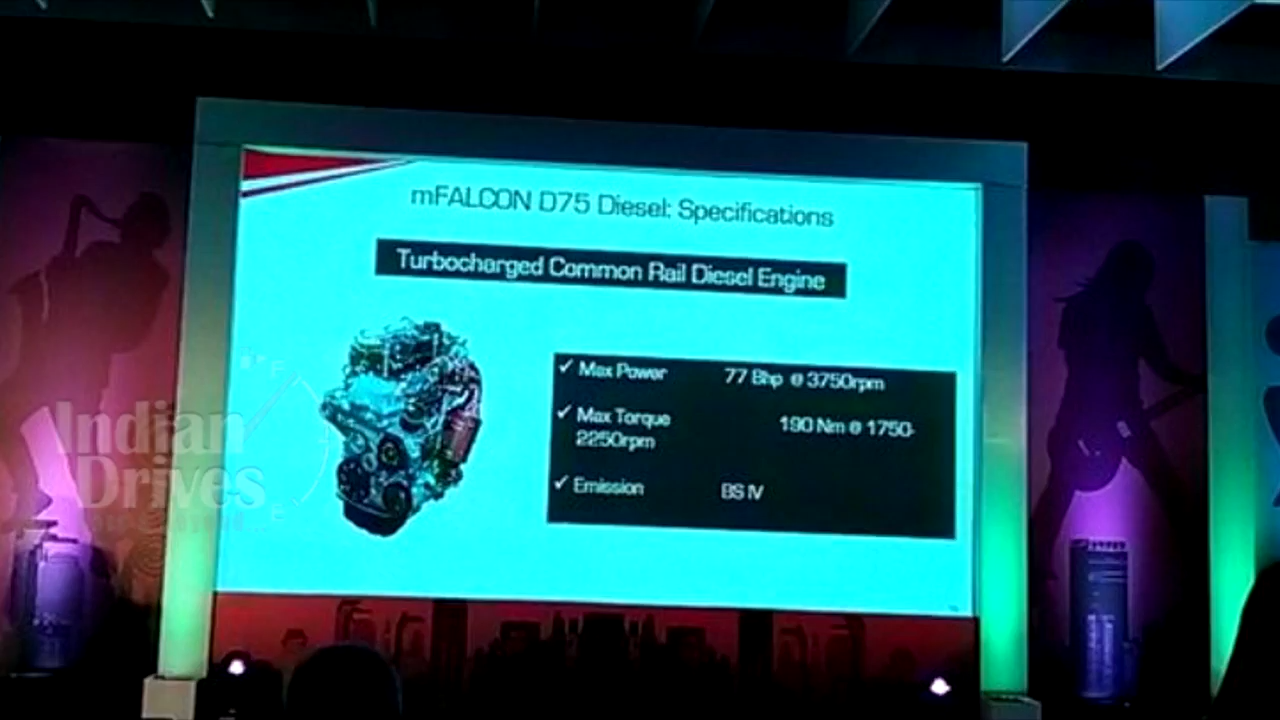 mFALCON D75 Diesel: Specifications
Turbocharged Common Rail Diesel Engine
✓ Max Power 77 Bhp @ 3750rpm
✓ Max Torque 190 Nm @ 1750-
2250rpm
✓ Emission BS IV
Indian
Drives